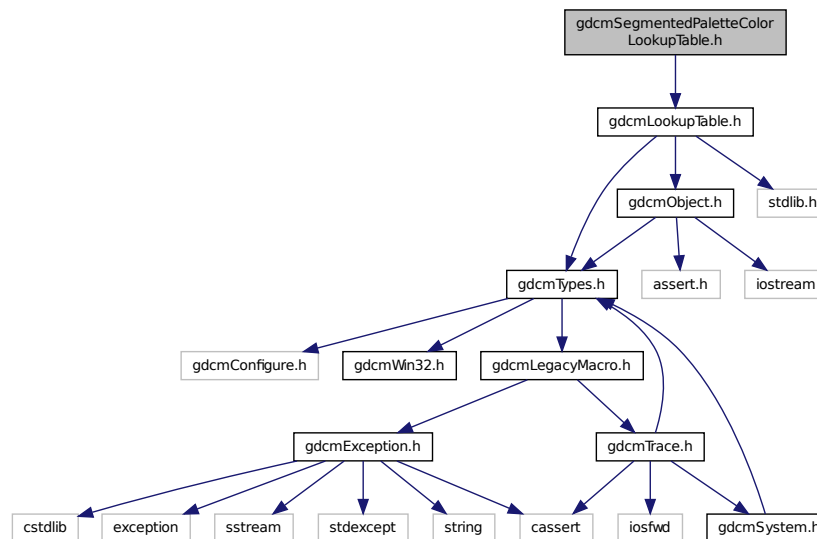 gdcmSegmentedPaletteColor
LookupTable.h
gdcmLookupTable.h
gdcmObject.h
stdlib.h
gdcmTypes.h
assert.h
iostream
gdcmConfigure.h
gdcmWin32.h
gdcmLegacyMacro.h
gdcmException.h
gdcmTrace.h
cstdlib
exception
sstream
stdexcept
string
cassert
iosfwd
gdcmSystem.h